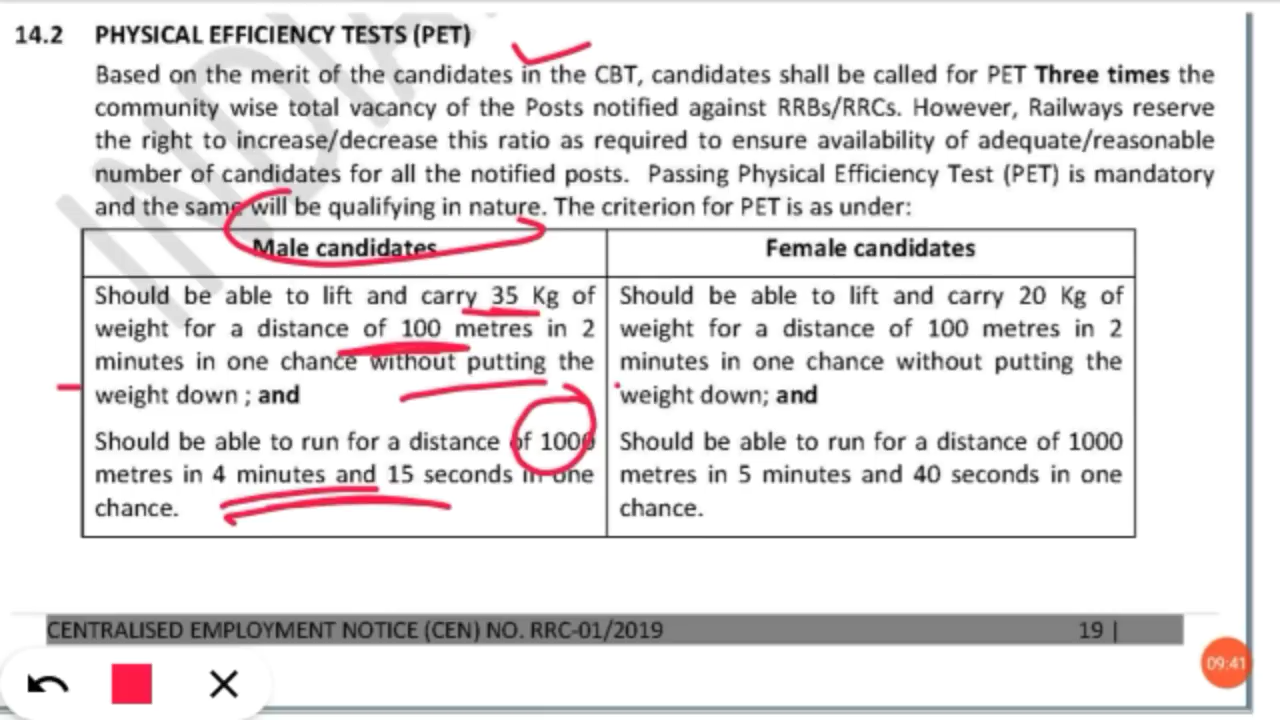 14.2 PHYSICAL EFFICIENCY TESTS (PET)
Based on the merit of the candidates in the CBT, candidates shall be called for PET Three times the
community wise total vacancy of the Posts notified against RRBs/RRCs. However, Railways reserve
the right to increase/decrease this ratio as required to ensure availability of adequate/reasonable
number of candidates for all the notified posts. Passing Physical Efficiency Test (PET) is mandatory
and the same will be qualifying in nature. The criterion for PET is as under:
Male candidates
Should be able to lift and carry 35 Kg of
weight for a distance of 100 metres in 2
minutes in one chance without putting the
weight down ; and
Should be able to run for a distance of 1000
metres in 4 minutes and 15 seconds in one
chance.
Female candidates
Should be able to lift and carry 20 Kg of
weight for a distance of 100 metres in 2
minutes in one chance without putting the
weight down; and
Should be able to run for a distance of 1000
metres in 5 minutes and 40 seconds in one
chance.
CENTRALISED EMPLOYMENT NOTICE (CEN) NO. RRC-01/2019 19 |
09:41